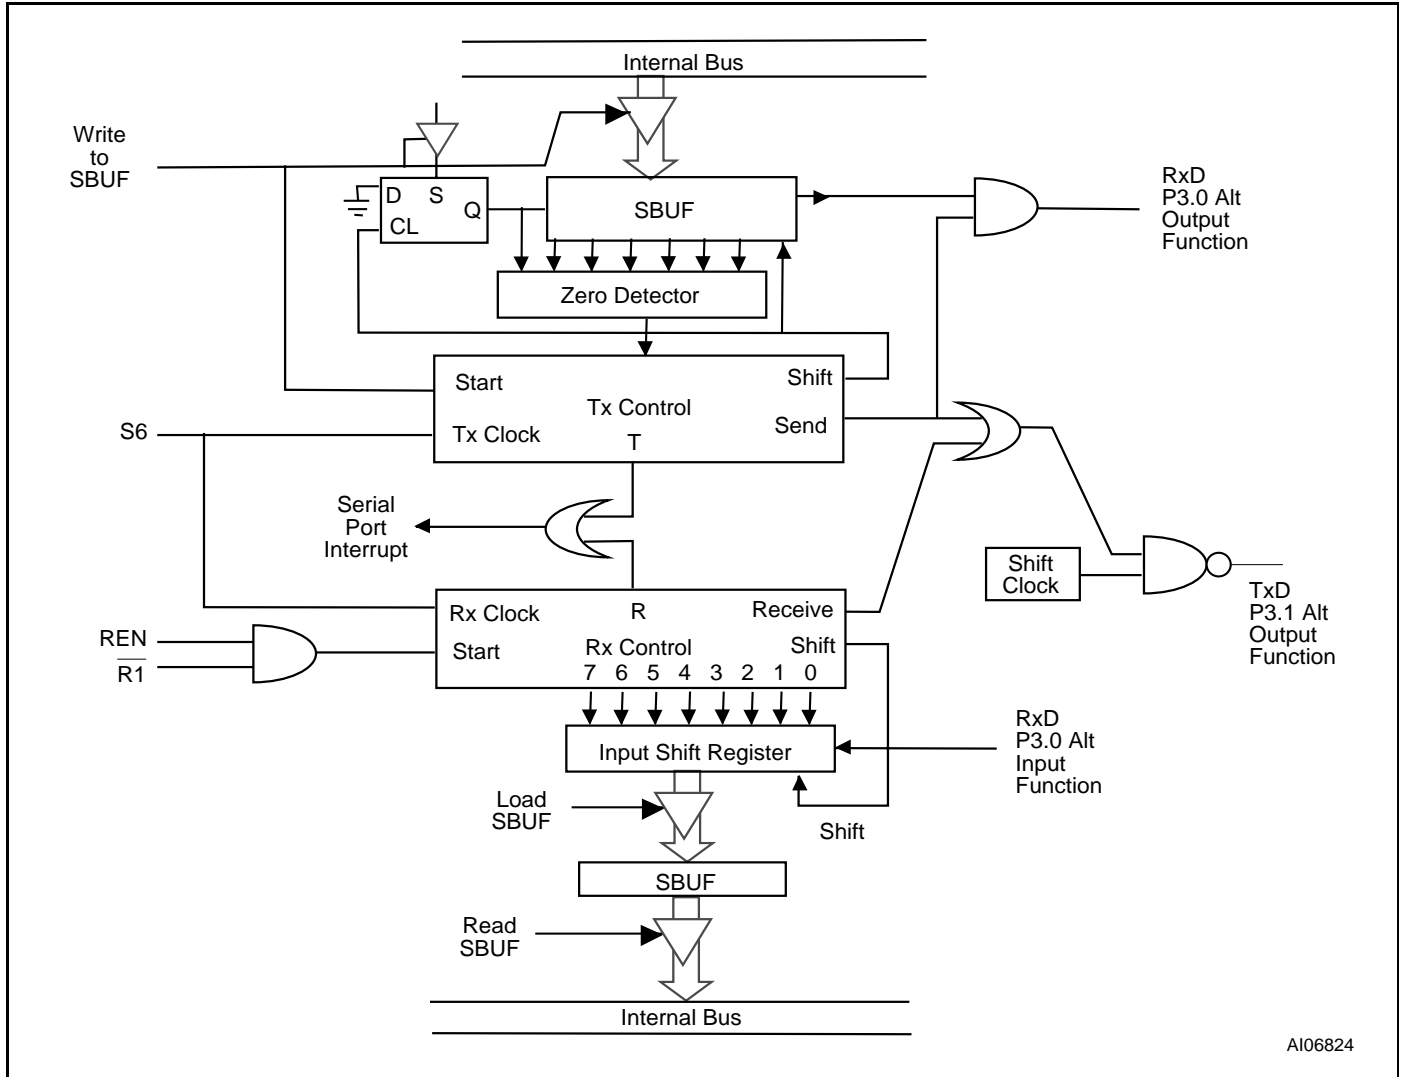 Internal Bus
Write
to
SBUF
D
S
Q
CL
SBUF
RxD
P3.0 Alt
Output
Function
Zero Detector
Start
Shift
Tx Control
Tx Clock
T
Send
S6
Serial
Port
Interrupt
Shift
Clock
TxD
P3.1 Alt
Output
Function
Rx Clock
R
Receive
REN
R1
Start
Rx Control
Shift
7 6 5 4 3 2 1 0
Input Shift Register
RxD
P3.0 Alt
Input
Function
Load
SBUF
Shift
SBUF
Read
SBUF
Internal Bus
AI06824